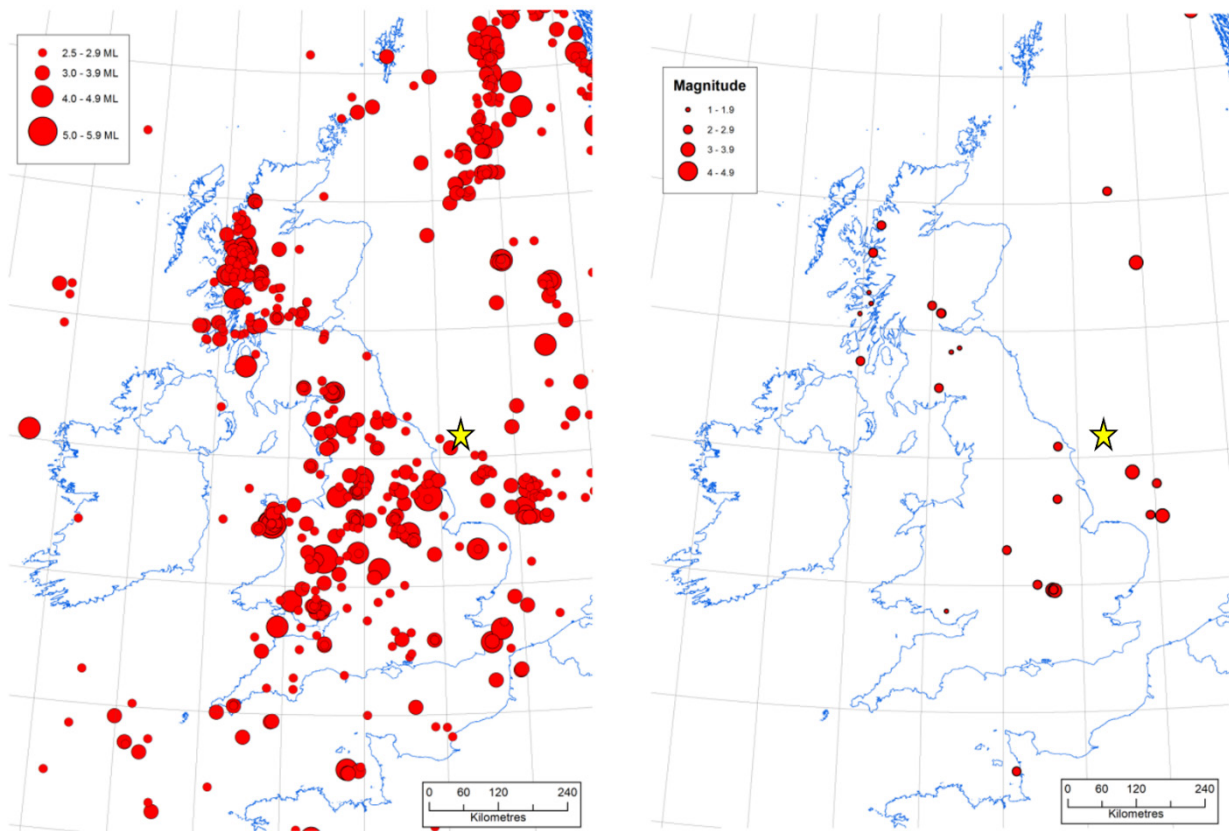 2.5 - 2.9 ML
3.0 - 3.9 ML
4.0 - 4.9 ML
5.0 - 5.9 ML
0 60 120 240
Kilometres
Magnitude
1 - 1.9
2 - 2.9
3 - 3.9
4 - 4.9
0 60 120 240
Kilometres